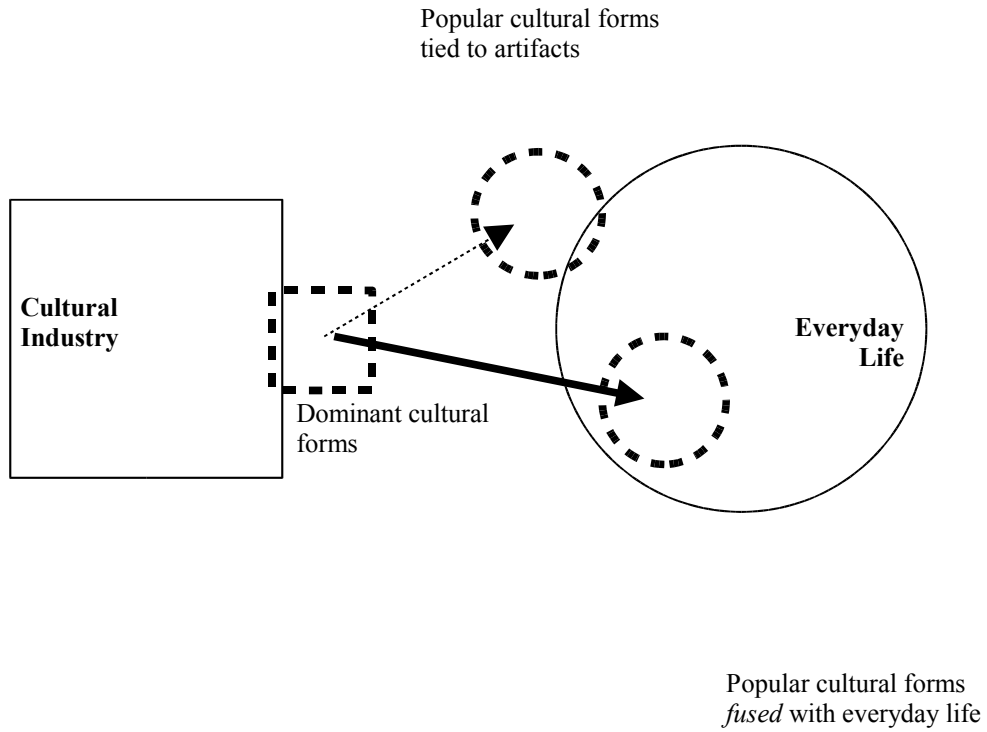 Popular cultural forms
tied to artifacts
Cultural
Industry
Everyday
Life
Dominant cultural
forms
Popular cultural forms
fused with everyday life